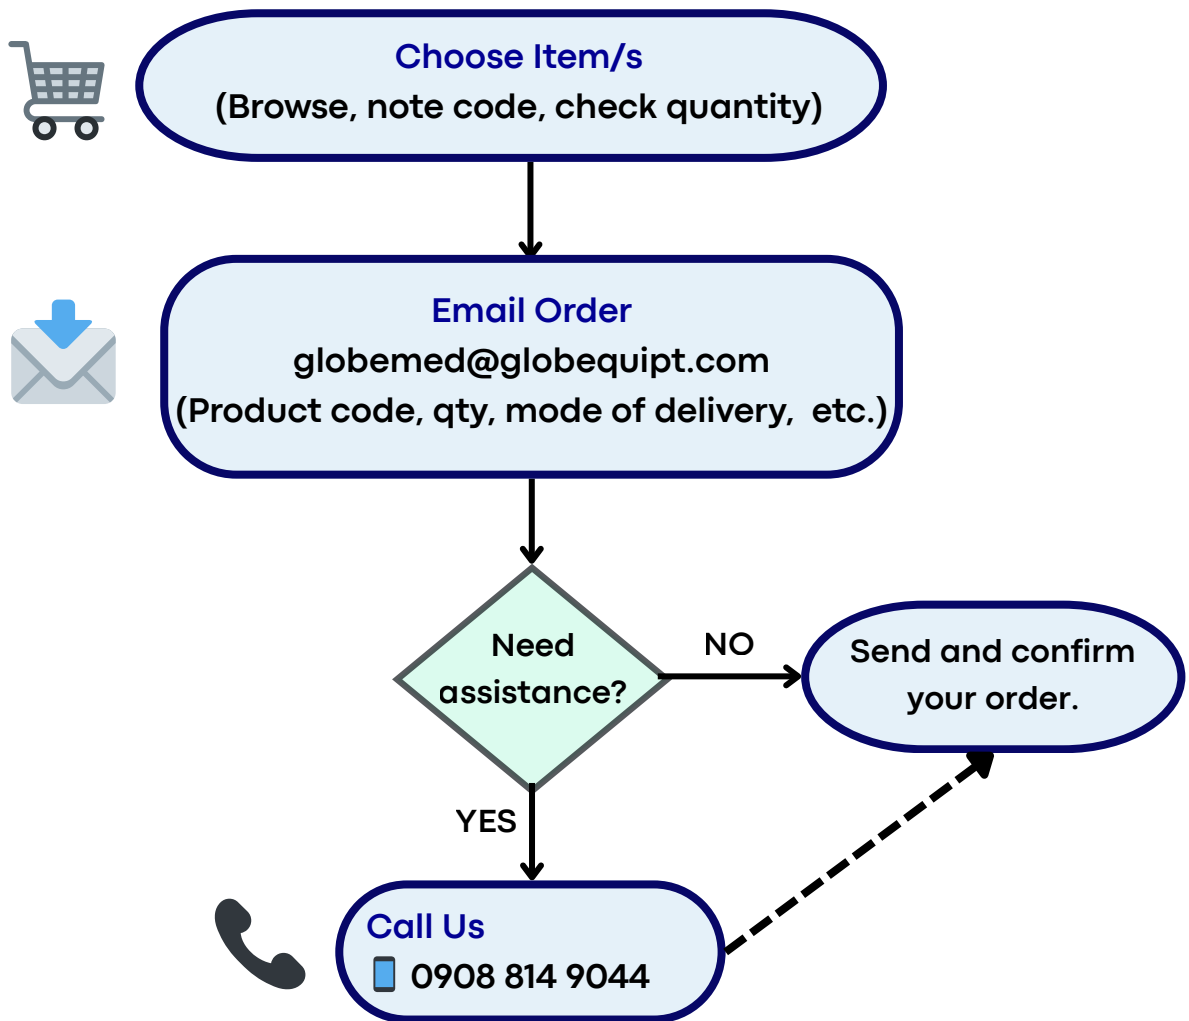 Choose Item/s
(Browse, note code, check quantity)
Email Order
globemed@globequipt.com
(Product code, qty, mode of delivery,  etc.)
Need
assistance?
NO
Send and confirm
your order.
YES
Call Us
0908 814 9044